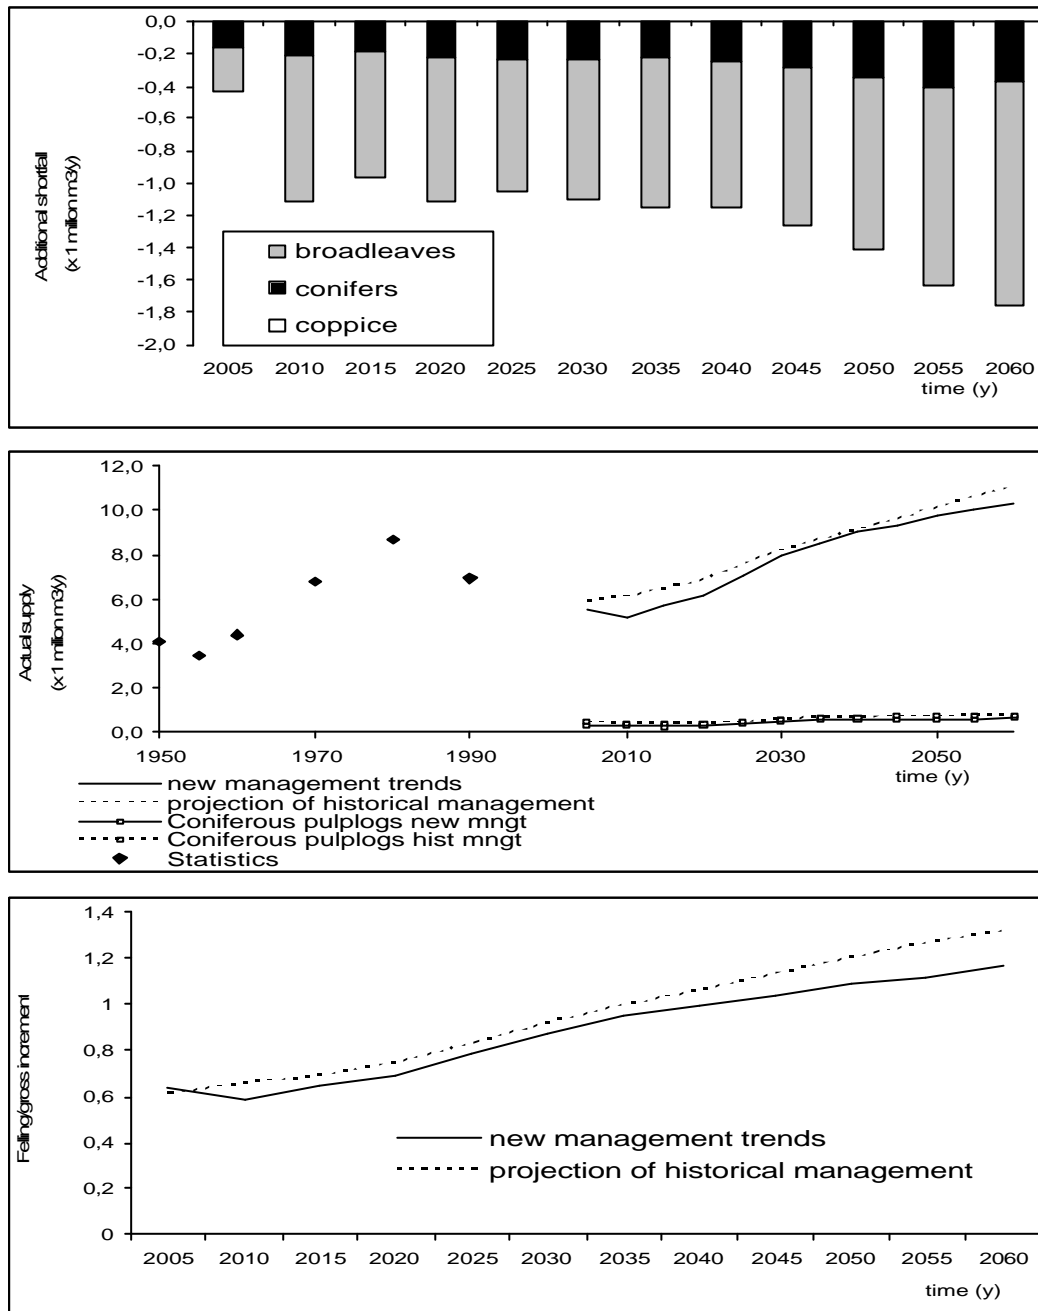 0,0
-0,2
-0,4
-0,6
-0,8
-1,0
-1,2
-1,4
-1,6
-1,8
-2,0
Additional shortfall
(x 1 million m3/y)
broadleaves
conifers
coppice
2005 2010 2015 2020 2025 2030 2035 2040 2045 2050 2055 2060
time (y)
12,0
10,0
8,0
6,0
4,0
2,0
0,0
Actual supply
(x 1 million m3/y)
1950 1970 1990 2010 2030 2050
time (y)
new management trends
projection of historical management
Coniferous pulplogs new mngt
Coniferous pulplogs hist mngt
Statistics
1,4
1,2
1
0,8
0,6
0,4
0,2
0
Felling/gross increment
new management trends
projection of historical management
2005 2010 2015 2020 2025 2030 2035 2040 2045 2050 2055 2060
time (y)